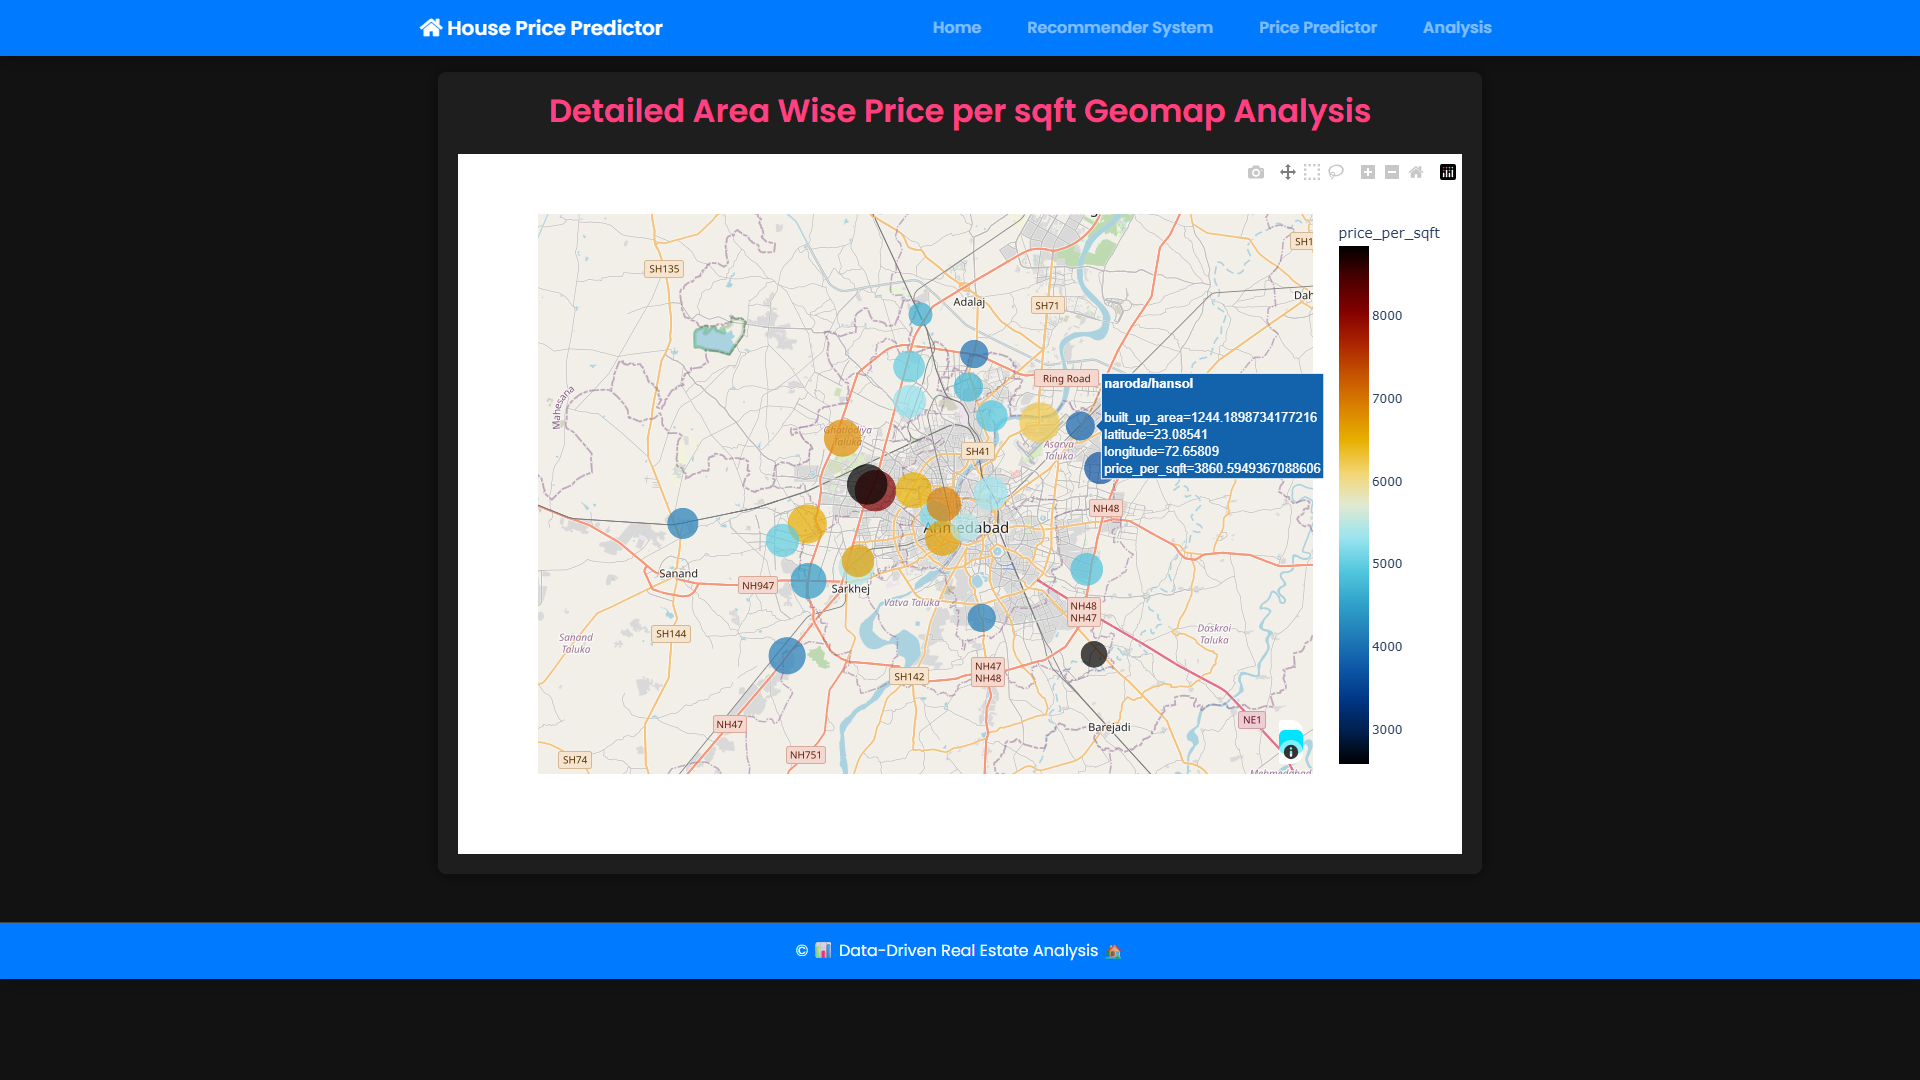 House Price Predictor
Home
Recommender System
Price Predictor
Analysis
Detailed Area Wise Price per sqft Geomap Analysis
price_per_sqft
8000
7000
6000
5000
4000
3000
SH135
Adalaj
SH71
SH1
Dah
Ring Road
Mahesana
naroda/hansol
built_up_area=1244.1898734177216
latitude=23.08541
longitude=72.65809
price_per_sqft=3860.5949367088606
Ghatlodiya
Taluka
Asarva
Taluka
SH41
NH48
Ahmedabad
Sanand
NH947
Sarkhej
Vatva Taluka
NH48
NH47
Sanand
Taluka
SH144
Daskroi
Taluka
SH142
NH47
NH48
NH47
Barejadi
NE1
NH751
SH74
Mehmedabad
© Data-Driven Real Estate Analysis